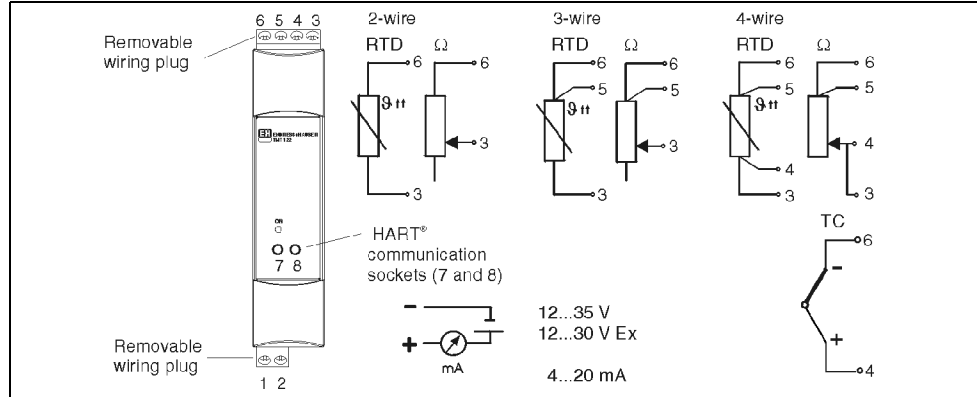 6 5 4 3
Removable
wiring plug
ENDRESS+HAUSER
TMT122
ON
7 8
HART®
communication
sockets (7 and 8)
Removable
wiring plug
1 2
2-wire
RTD Ω
6 6
ϑ
3
3
3-wire
RTD Ω
6 6
5 5
ϑ
3
3
4-wire
RTD Ω
6 6
5 5
ϑ
4 4
3 3
- 
+
mA
12...35 V
12...30 V Ex
4...20 mA
TC
6
-
+
4